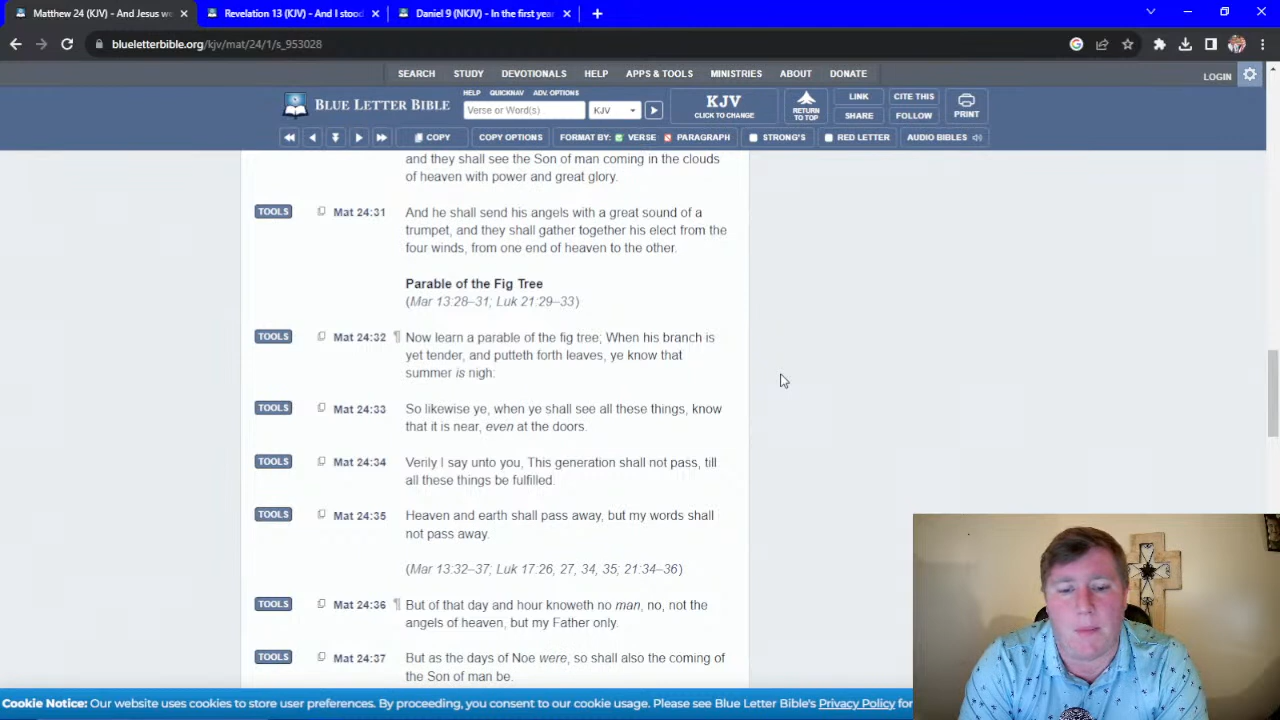 Matthew 24 (KJV) - And Jesus we
Revelation 13 (KJV) - And I stood
Daniel 9 (NKJV) - In the first year
blueletterbible.org/kjv/mat/24/1/s_953028
SEARCH STUDY DEVOTIONALS HELP APPS & TOOLS MINISTRIES ABOUT DONATE
LOGIN
BLUE LETTER BIBLE
HELP QUICKNAV ADV. OPTIONS
Verse or Word(s) KJV
KJV
CLICK TO CHANGE
RETURN
TO TOP
LINK CITE THIS
SHARE FOLLOW
PRINT
COPY COPY OPTIONS FORMAT BY: VERSE PARAGRAPH STRONG'S RED LETTER AUDIO BIBLES
and they shall see the Son of man coming in the clouds
of heaven with power and great glory.
TOOLS Mat 24:31 And he shall send his angels with a great sound of a
trumpet, and they shall gather together his elect from the
four winds, from one end of heaven to the other.
Parable of the Fig Tree
(Mar 13:28–31; Luk 21:29–33)
TOOLS Mat 24:32 ¶ Now learn a parable of the fig tree; When his branch is
yet tender, and putteth forth leaves, ye know that
summer is nigh:
TOOLS Mat 24:33 So likewise ye, when ye shall see all these things, know
that it is near, even at the doors.
TOOLS Mat 24:34 Verily I say unto you, This generation shall not pass, till
all these things be fulfilled.
TOOLS Mat 24:35 Heaven and earth shall pass away, but my words shall
not pass away.
(Mar 13:32–37; Luk 17:26, 27, 34, 35; 21:34–36)
TOOLS Mat 24:36 ¶ But of that day and hour knoweth no man, no, not the
angels of heaven, but my Father only.
TOOLS Mat 24:37 But as the days of Noe were, so shall also the coming of
the Son of man be.
Cookie Notice: Our website uses cookies to store user preferences. By proceeding, you consent to our cookie usage. Please see Blue Letter Bible's Privacy Policy for